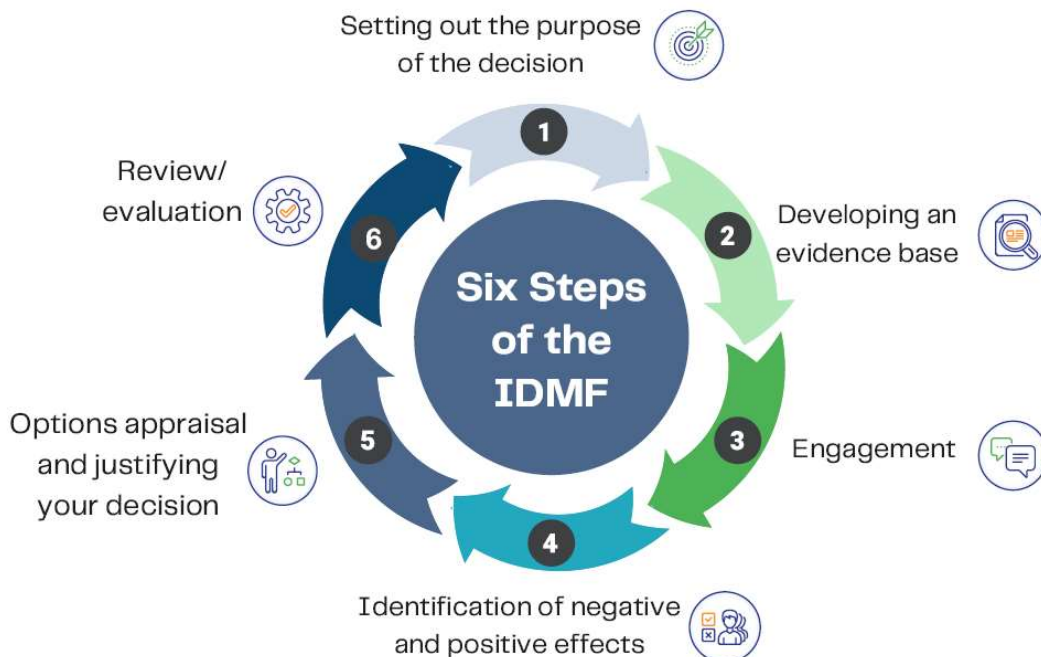 Setting out the purpose
of the decision
1
2
Developing an
evidence base
3
Engagement
4
Identification of negative
and positive effects
5
Options appraisal
and justifying
your decision
6
Review/
evaluation
Six Steps
of the
IDMF